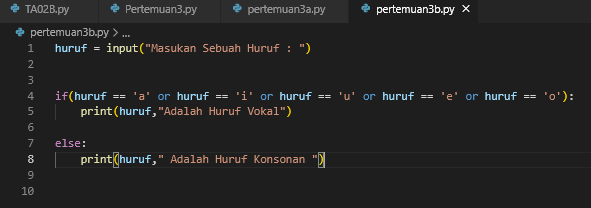 TA02B.py Pertemuan3.py pertemuan3a.py pertemuan3b.py ×
pertemuan3b.py > ...
1 huruf = input("Masukan Sebuah Huruf : ")
2
3
4 if(huruf == 'a' or huruf == 'i' or huruf == 'u' or huruf == 'e' or huruf == 'o'):
5 print(huruf,"Adalah Huruf Vokal")
6
7 else:
8 print(huruf," Adalah Huruf Konsonan ")
9
10